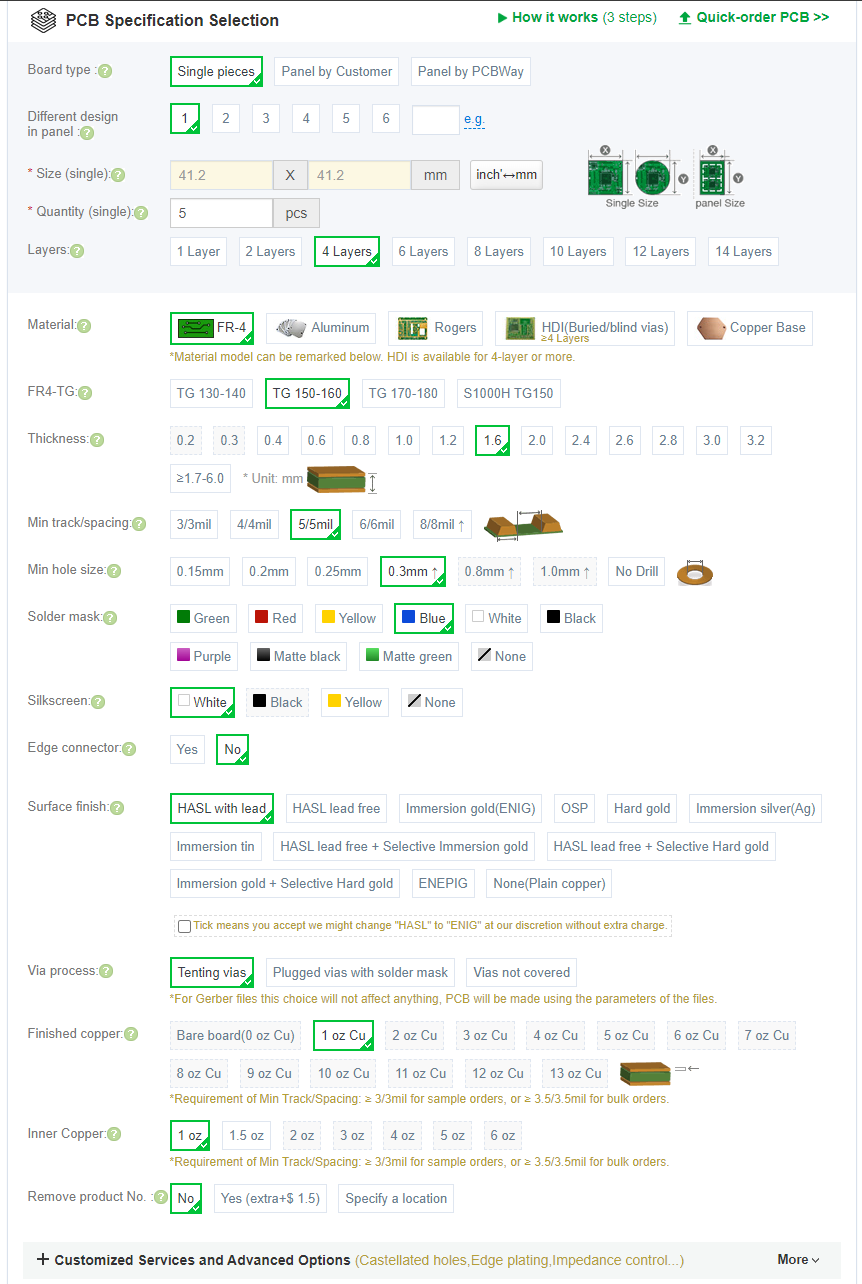 PCB Specification Selection
How it works (3 steps)
Quick-order PCB >>
Board type :
Single pieces
Panel by Customer
Panel by PCBWay
Different design
in panel :
1 2 3 4 5 6 e.g.
* Size (single):
41.2 X 41.2 mm inch'↔mm
* Quantity (single):
5 pcs
X Y X Y
Single Size panel Size
Layers:
1 Layer 2 Layers 4 Layers 6 Layers 8 Layers 10 Layers 12 Layers 14 Layers
Material:
FR-4 Aluminum Rogers HDI(Buried/blind vias) Copper Base
≥4 Layers
*Material model can be remarked below. HDI is available for 4-layer or more.
FR4-TG:
TG 130-140 TG 150-160 TG 170-180 S1000H TG150
Thickness:
0.2 0.3 0.4 0.6 0.8 1.0 1.2 1.6 2.0 2.4 2.6 2.8 3.0 3.2
≥1.7-6.0 * Unit: mm
Min track/spacing:
3/3mil 4/4mil 5/5mil 6/6mil 8/8mil ↑
Min hole size:
0.15mm 0.2mm 0.25mm 0.3mm ↑ 0.8mm ↑ 1.0mm ↑ No Drill
Solder mask:
Green Red Yellow Blue White Black
Purple Matte black Matte green None
Silkscreen:
White Black Yellow None
Edge connector:
Yes No
Surface finish:
HASL with lead HASL lead free Immersion gold(ENIG) OSP Hard gold Immersion silver(Ag)
Immersion tin HASL lead free + Selective Immersion gold HASL lead free + Selective Hard gold
Immersion gold + Selective Hard gold ENEPIG None(Plain copper)
Tick means you accept we might change "HASL" to "ENIG" at our discretion without extra charge.
Via process:
Tenting vias Plugged vias with solder mask Vias not covered
*For Gerber files this choice will not affect anything, PCB will be made using the parameters of the files.
Finished copper:
Bare board(0 oz Cu) 1 oz Cu 2 oz Cu 3 oz Cu 4 oz Cu 5 oz Cu 6 oz Cu 7 oz Cu
8 oz Cu 9 oz Cu 10 oz Cu 11 oz Cu 12 oz Cu 13 oz Cu
*Requirement of Min Track/Spacing: ≥ 3/3mil for sample orders, or ≥ 3.5/3.5mil for bulk orders.
Inner Copper:
1 oz 1.5 oz 2 oz 3 oz 4 oz 5 oz 6 oz
*Requirement of Min Track/Spacing: ≥ 3/3mil for sample orders, or ≥ 3.5/3.5mil for bulk orders.
Remove product No. :
No Yes (extra+$ 1.5) Specify a location
+ Customized Services and Advanced Options (Castellated holes,Edge plating,Impedance control...) More